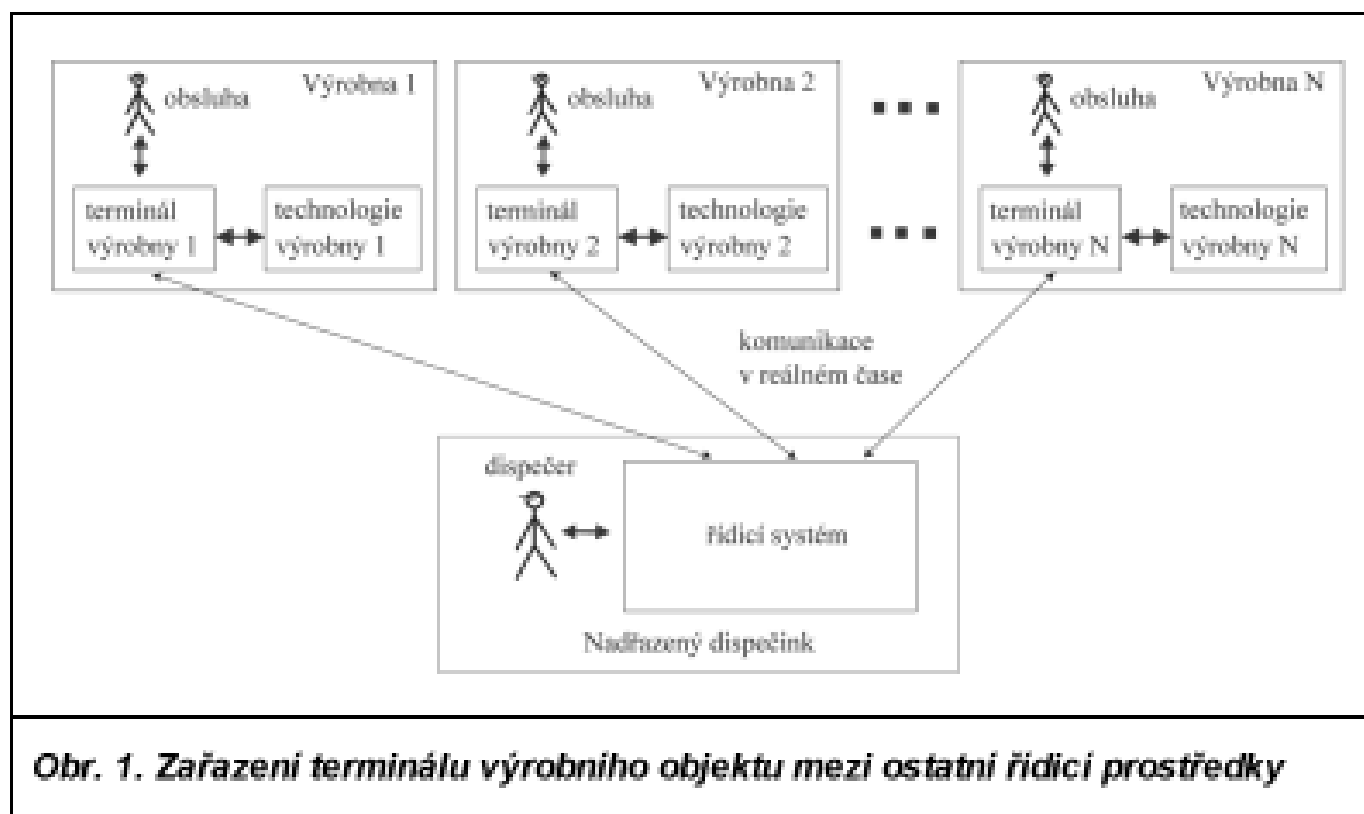 Výrobna 1
obsluha
terminál
výrobny 1
technologie
výrobny 1
Výrobna 2
obsluha
terminál
výrobny 2
technologie
výrobny 2
Výrobna N
obsluha
terminál
výrobny N
technologie
výrobny N
komunikace
v reálném čase
dispečer
řídicí systém
Nadřazený dispečink
Obr. 1. Zařazení terminálu výrobního objektu mezi ostatní řídicí prostředky